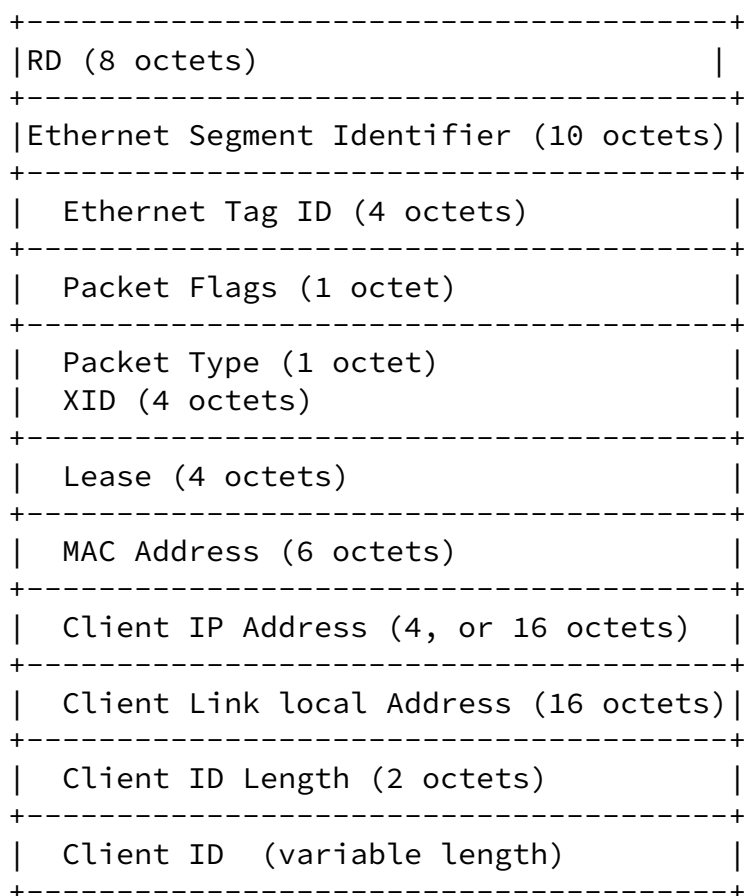 +---------------------------------------+
|RD (8 octets)                          |
+---------------------------------------+
|Ethernet Segment Identifier (10 octets)|
+---------------------------------------+
|  Ethernet Tag ID (4 octets)           |
+---------------------------------------+
|  Packet Flags (1 octet)               |
+---------------------------------------+
|  Packet Type (1 octet)                |
|  XID (4 octets)                       |
+---------------------------------------+
|  Lease (4 octets)                     |
+---------------------------------------+
|  MAC Address (6 octets)               |
+---------------------------------------+
|  Client IP Address (4, or 16 octets)  |
+---------------------------------------+
|  Client Link local Address (16 octets)|
+---------------------------------------+
|  Client ID Length (2 octets)          |
+---------------------------------------+
|  Client ID  (variable length)         |
+---------------------------------------+